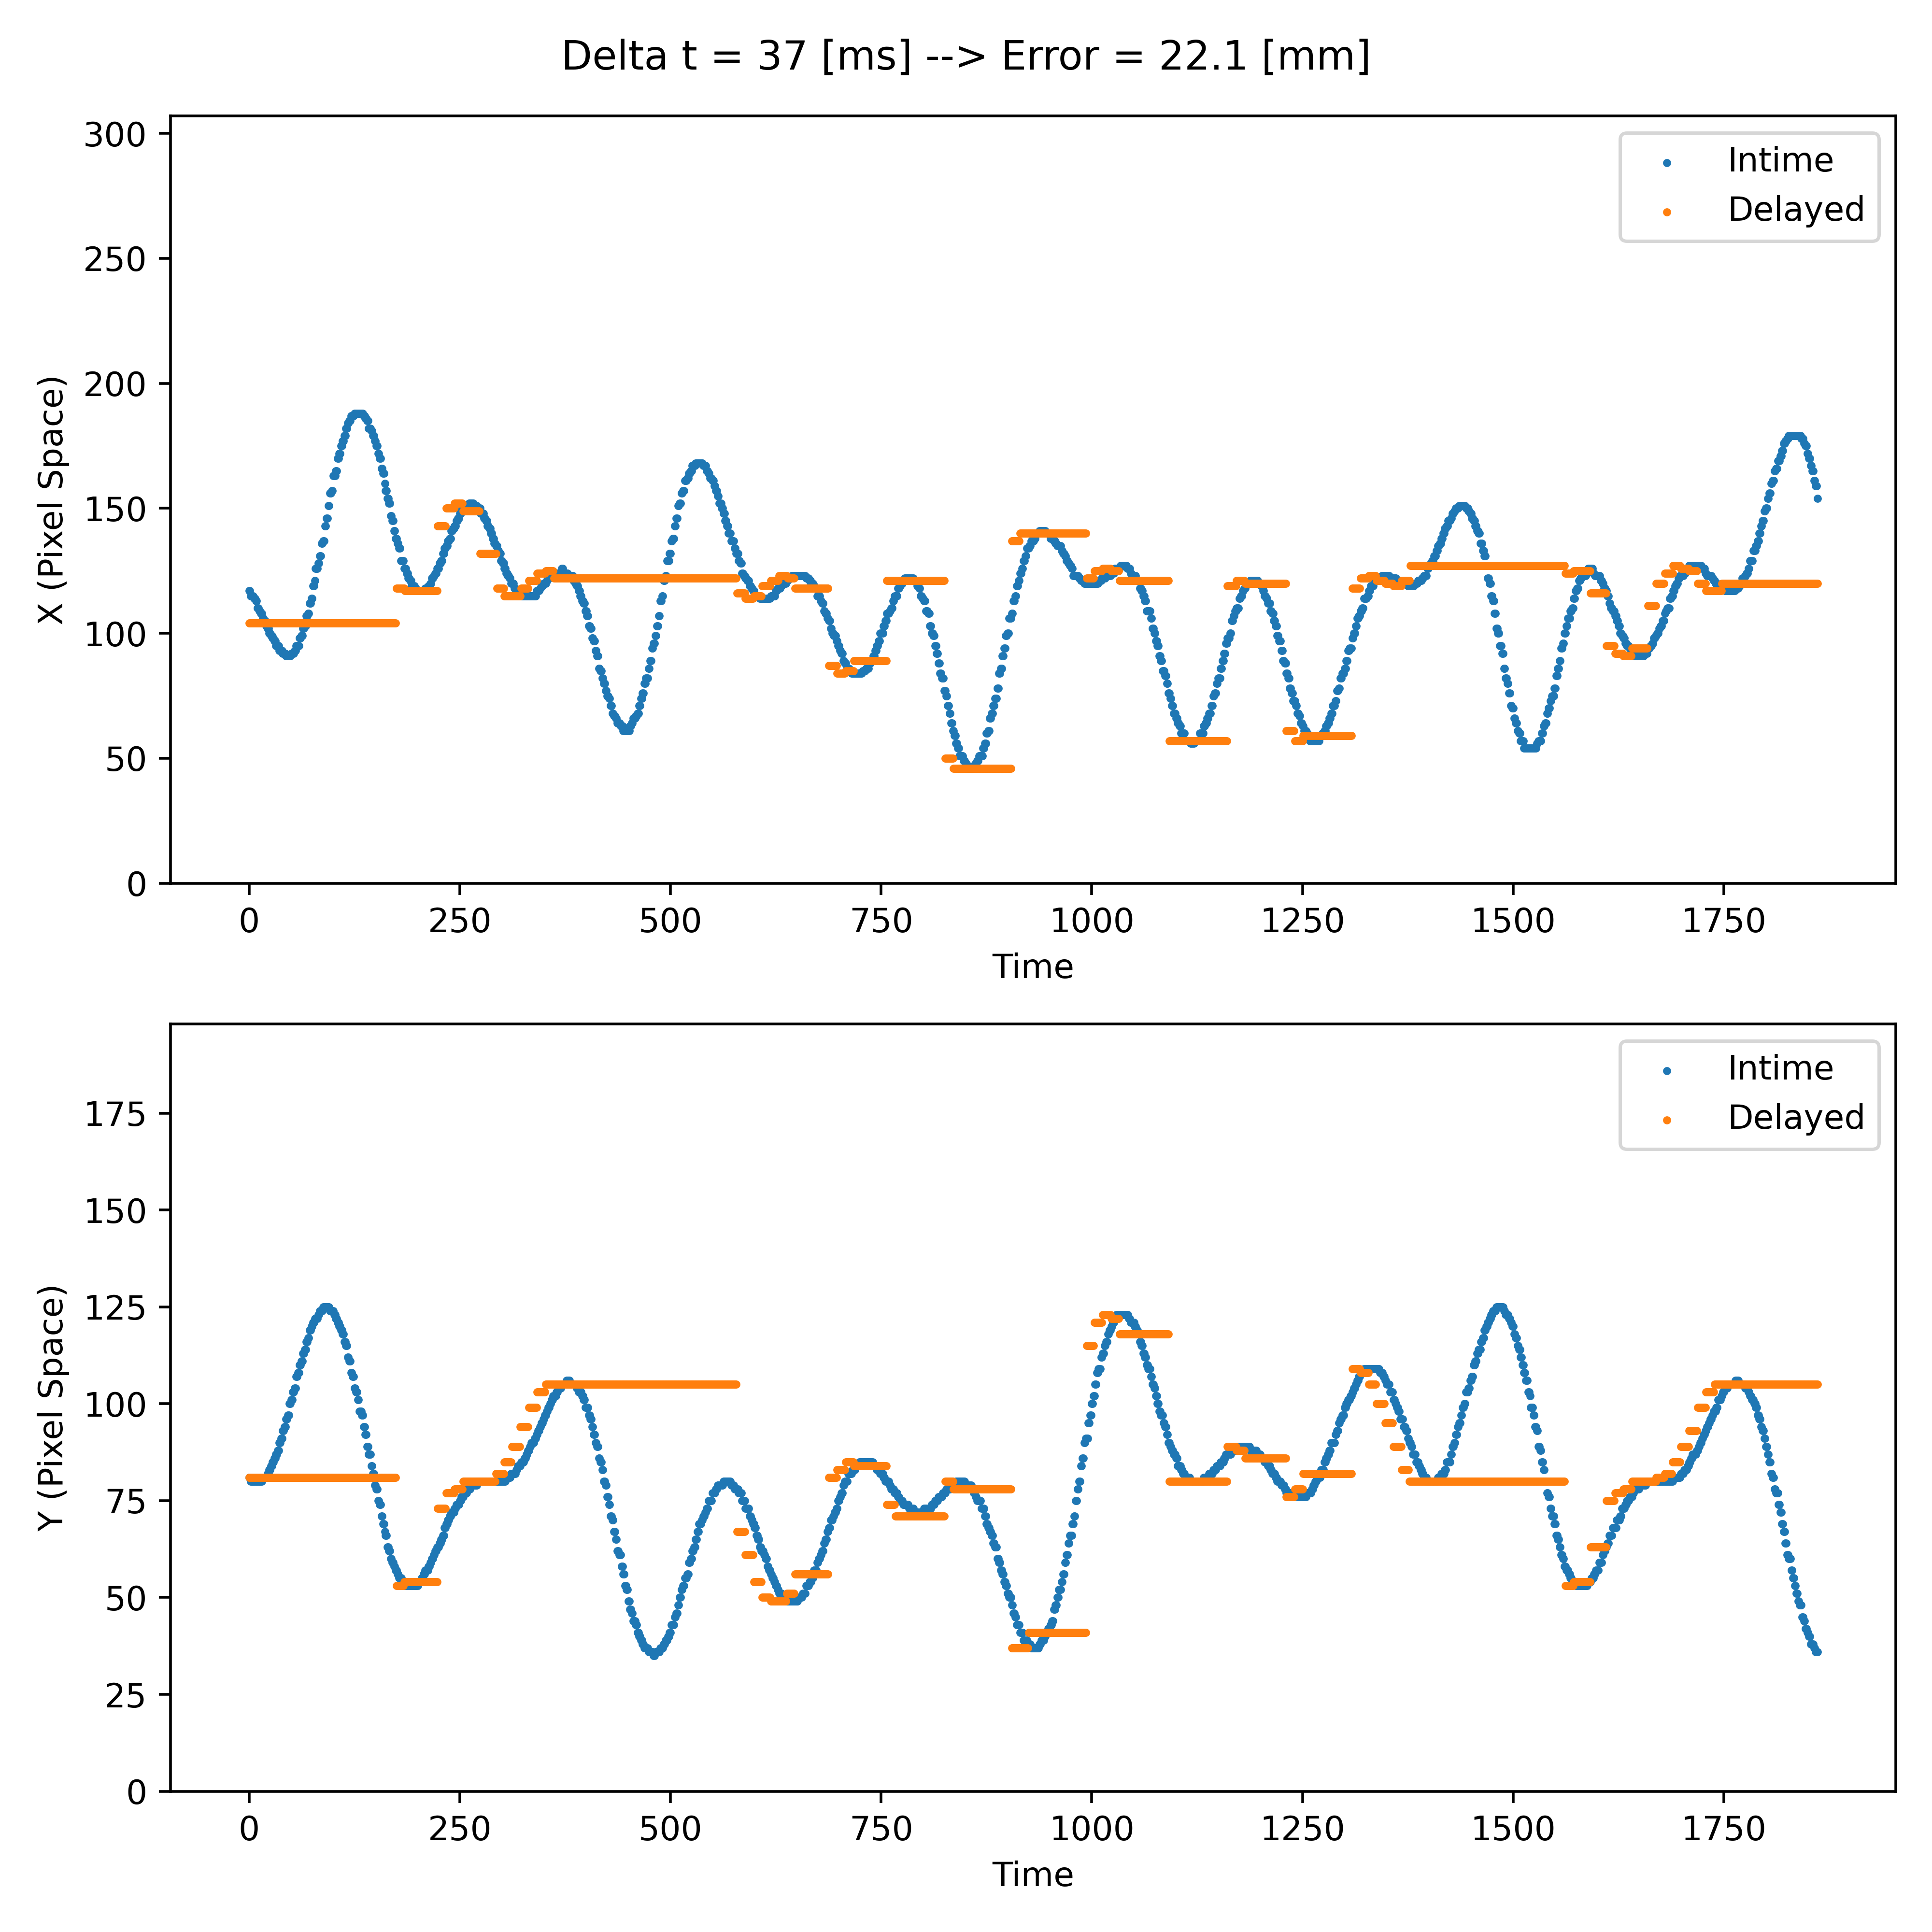 Delta t = 37 [ms] --> Error = 22.1 [mm]
300
250
200
150
100
50
0
X (Pixel Space)
Intime
Delayed
0 250 500 750 1000 1250 1500 1750
Time
175
150
125
100
75
50
25
0
Y (Pixel Space)
Intime
Delayed
0 250 500 750 1000 1250 1500 1750
Time